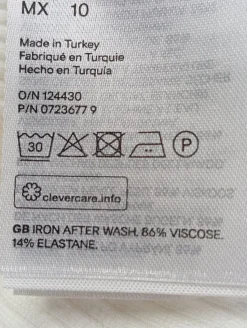 MX 10
Made in Turkey
Fabriqué en Turquie
Hecho en Turquía
O/N 124430
P/N 0723677 9
30 P
clevercare.info
GB IRON AFTER WASH. 86% VISCOSE.
14% ELASTANE.